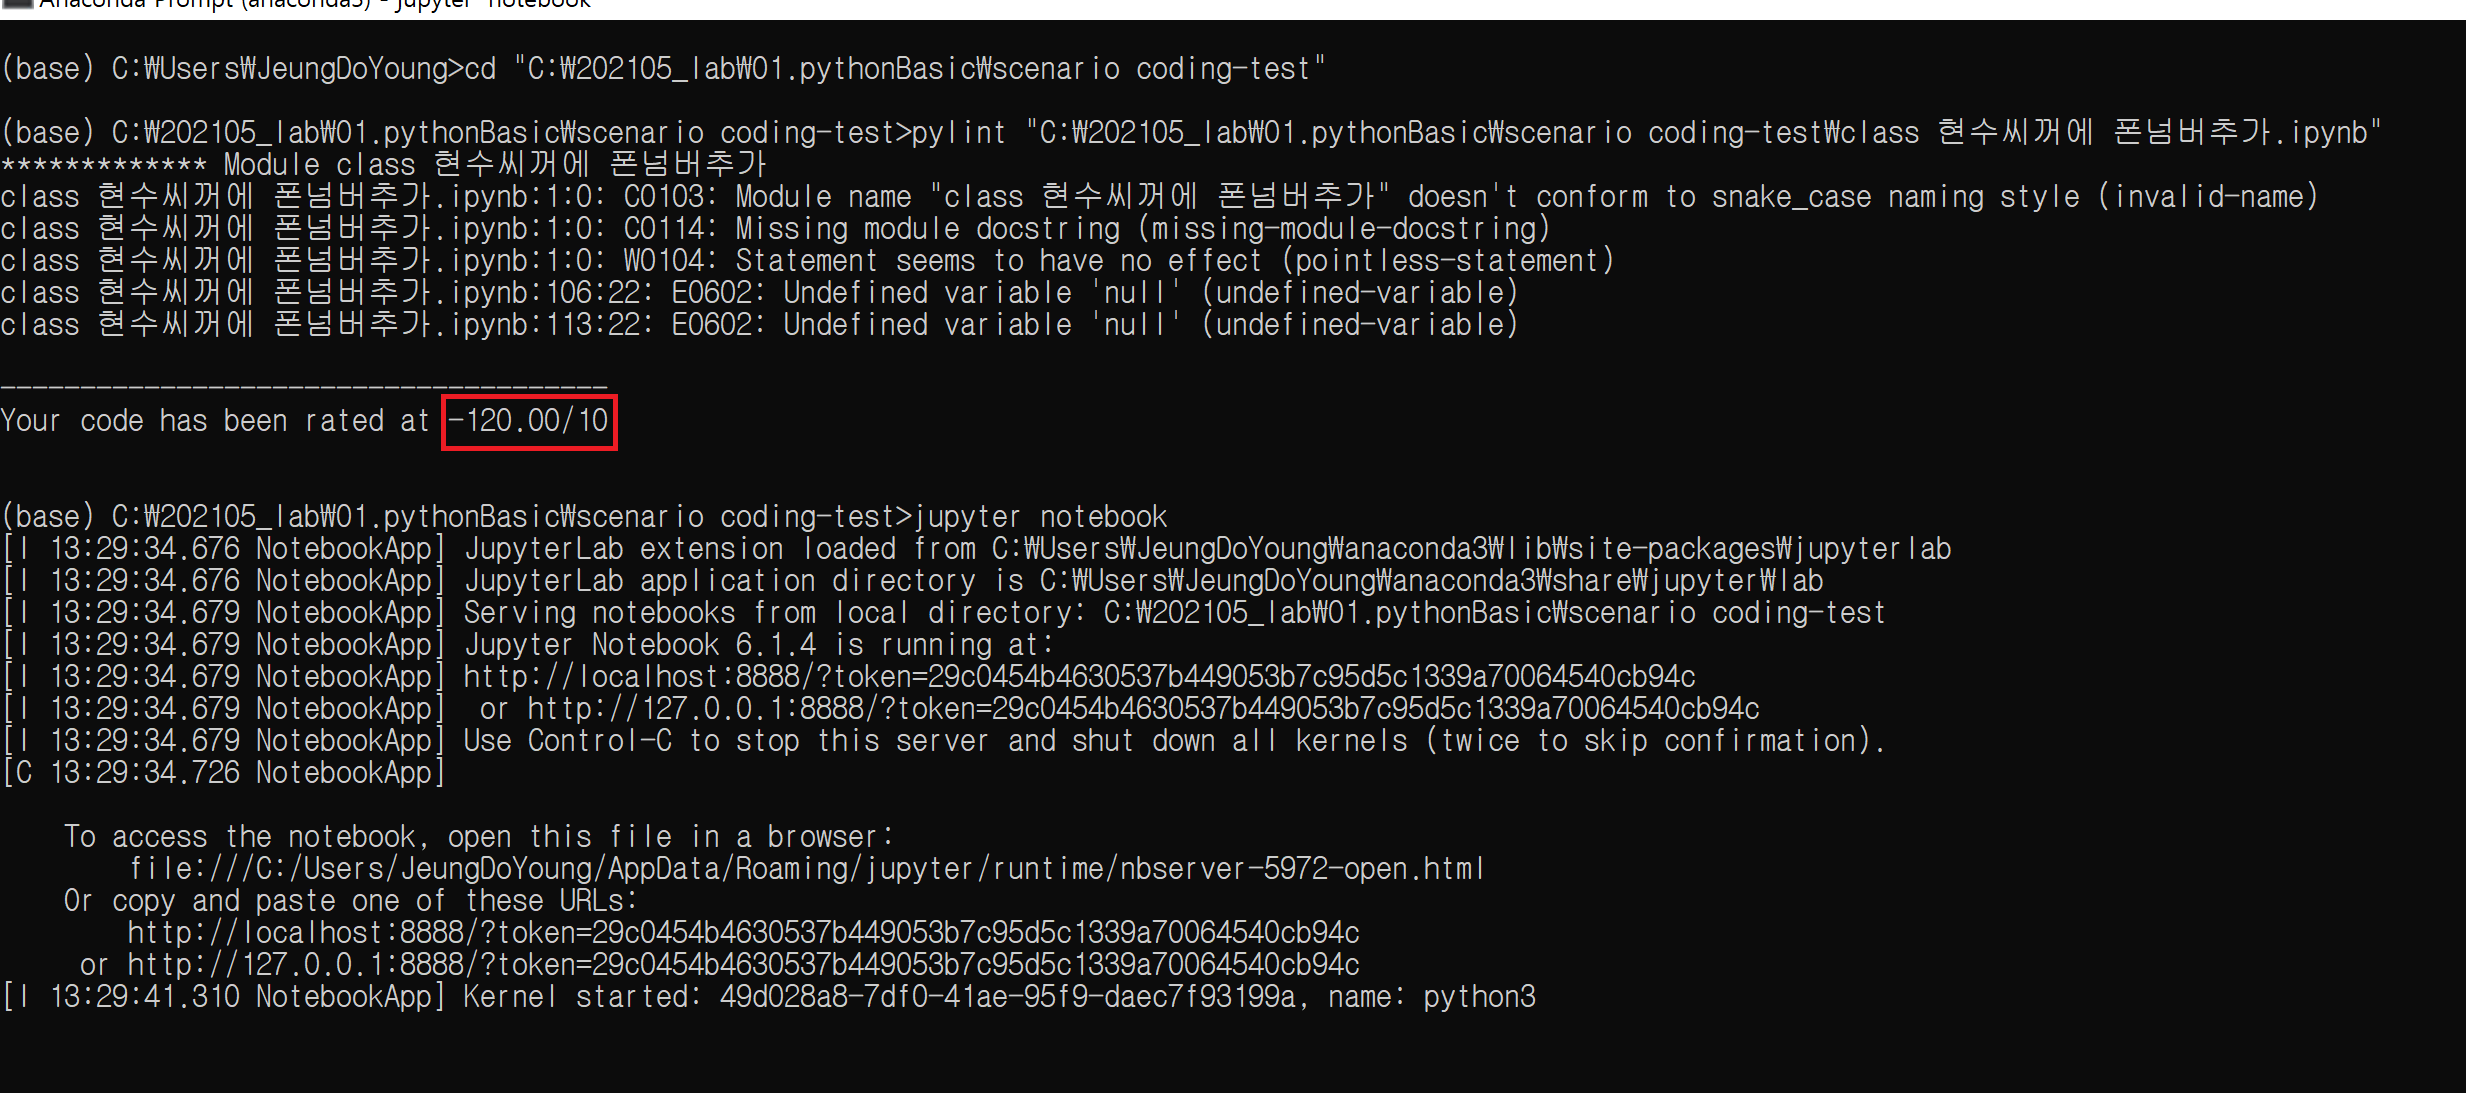 Anaconda Prompt (anaconda3) - jupyter  notebook
(base) C:₩Users₩JeungDoYoung>cd "C:₩202105_lab₩01.pythonBasic₩scenario coding-test"
(base) C:₩202105_lab₩01.pythonBasic₩scenario coding-test>pylint "C:₩202105_lab₩01.pythonBasic₩scenario coding-test₩class 현수씨꺼에 폰넘버추가.ipynb"
************* Module class 현수씨꺼에 폰넘버추가
class 현수씨꺼에 폰넘버추가.ipynb:1:0: C0103: Module name "class 현수씨꺼에 폰넘버추가" doesn't conform to snake_case naming style (invalid-name)
class 현수씨꺼에 폰넘버추가.ipynb:1:0: C0114: Missing module docstring (missing-module-docstring)
class 현수씨꺼에 폰넘버추가.ipynb:1:0: W0104: Statement seems to have no effect (pointless-statement)
class 현수씨꺼에 폰넘버추가.ipynb:106:22: E0602: Undefined variable 'null' (undefined-variable)
class 현수씨꺼에 폰넘버추가.ipynb:113:22: E0602: Undefined variable 'null' (undefined-variable)
--------------------------------------
Your code has been rated at -120.00/10
(base) C:₩202105_lab₩01.pythonBasic₩scenario coding-test>jupyter notebook
[I 13:29:34.676 NotebookApp] JupyterLab extension loaded from C:₩Users₩JeungDoYoung₩anaconda3₩lib₩site-packages₩jupyterlab
[I 13:29:34.676 NotebookApp] JupyterLab application directory is C:₩Users₩JeungDoYoung₩anaconda3₩share₩jupyter₩lab
[I 13:29:34.679 NotebookApp] Serving notebooks from local directory: C:₩202105_lab₩01.pythonBasic₩scenario coding-test
[I 13:29:34.679 NotebookApp] Jupyter Notebook 6.1.4 is running at:
[I 13:29:34.679 NotebookApp] http://localhost:8888/?token=29c0454b4630537b449053b7c95d5c1339a70064540cb94c
[I 13:29:34.679 NotebookApp]  or http://127.0.0.1:8888/?token=29c0454b4630537b449053b7c95d5c1339a70064540cb94c
[I 13:29:34.679 NotebookApp] Use Control-C to stop this server and shut down all kernels (twice to skip confirmation).
[C 13:29:34.726 NotebookApp]
To access the notebook, open this file in a browser:
file:///C:/Users/JeungDoYoung/AppData/Roaming/jupyter/runtime/nbserver-5972-open.html
Or copy and paste one of these URLs:
http://localhost:8888/?token=29c0454b4630537b449053b7c95d5c1339a70064540cb94c
or http://127.0.0.1:8888/?token=29c0454b4630537b449053b7c95d5c1339a70064540cb94c
[I 13:29:41.310 NotebookApp] Kernel started: 49d028a8-7df0-41ae-95f9-daec7f93199a, name: python3